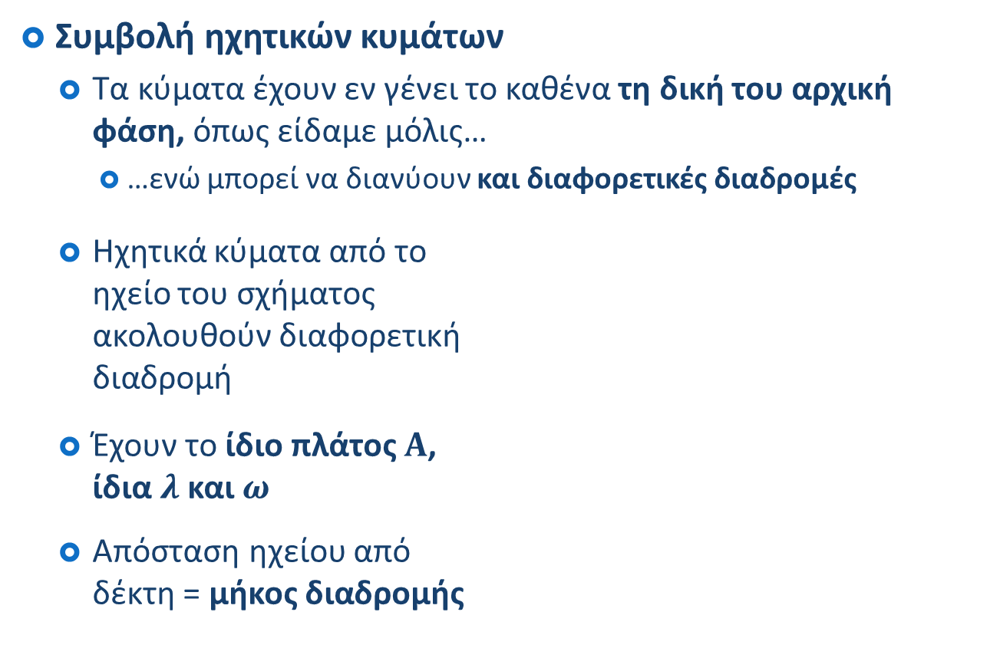 Συμβολή ηχητικών κυμάτων
Τα κύματα έχουν εν γένει το καθένα τη δική του αρχική
φάση, όπως είδαμε μόλις…
…ενώ μπορεί να διανύουν και διαφορετικές διαδρομές
Ηχητικά κύματα από το
ηχείο του σχήματος
ακολουθούν διαφορετική
διαδρομή
Έχουν το ίδιο πλάτος Α,
ίδια λ και ω
Απόσταση ηχείου από
δέκτη = μήκος διαδρομής